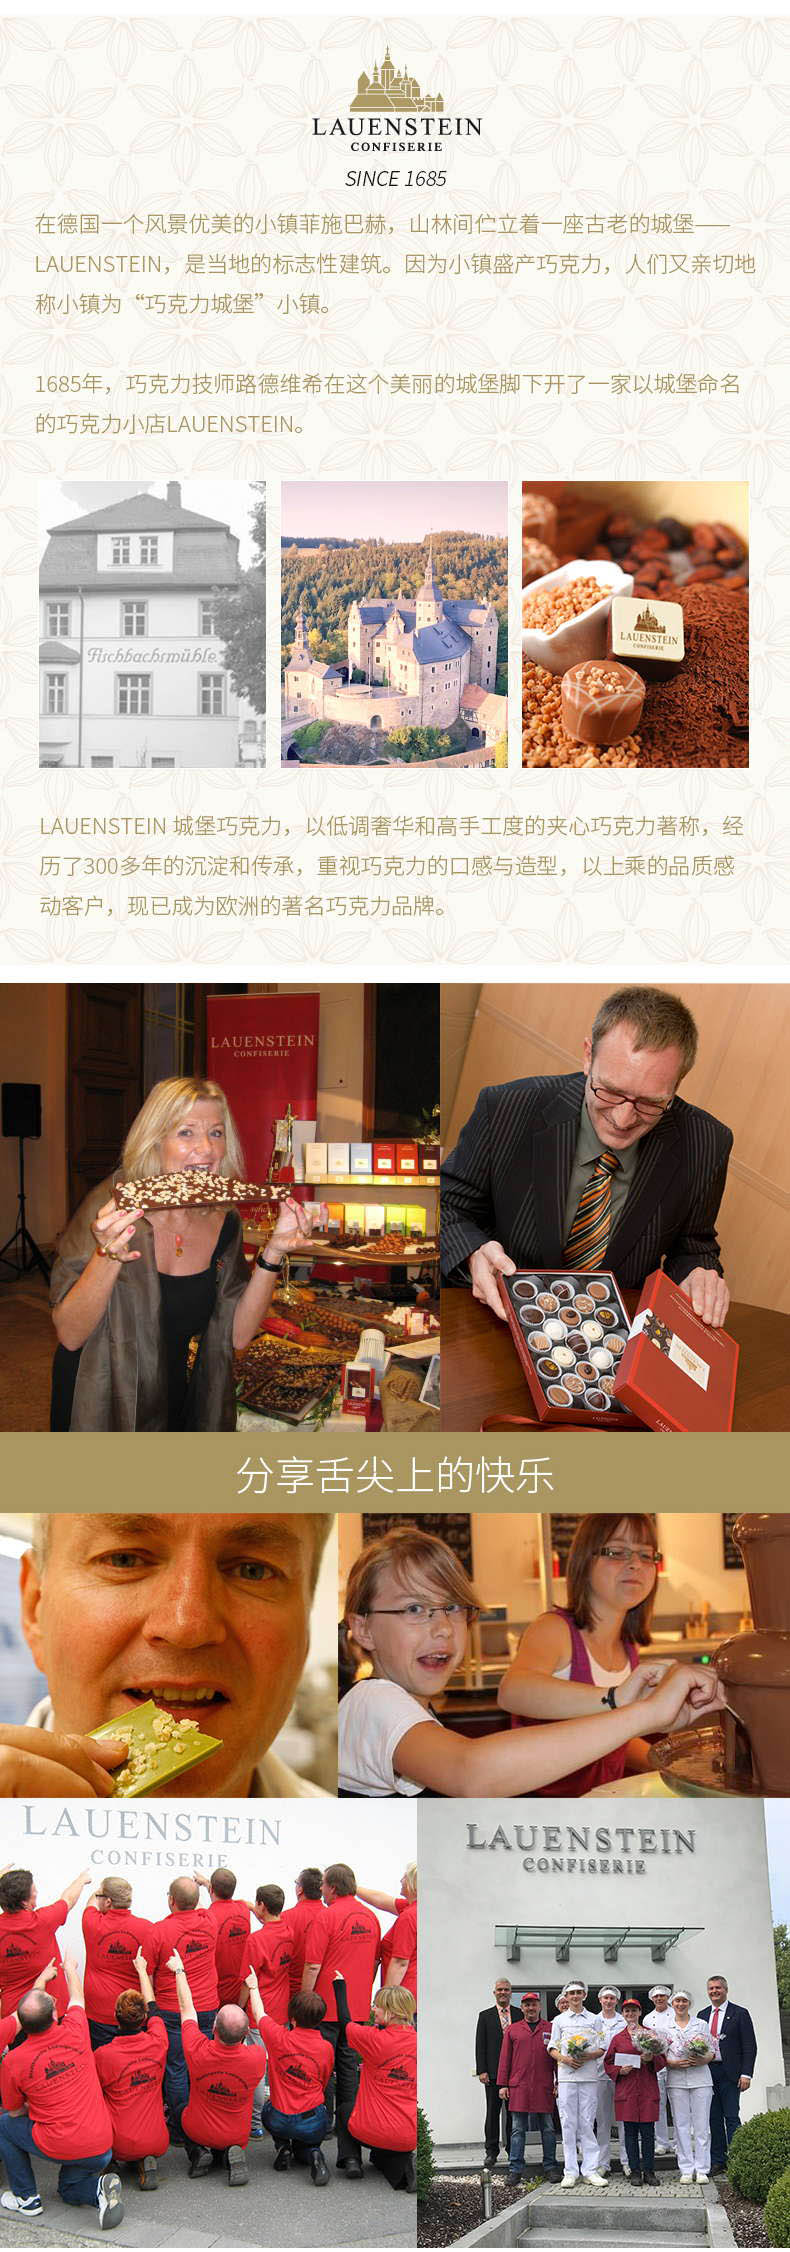 LAUENSTEIN
CONFISERIE
SINCE 1685
在德国一个风景优美的小镇菲施巴赫，山林间伫立着一座古老的城堡——
LAUENSTEIN，是当地的标志性建筑。因为小镇盛产巧克力，人们又亲切地
称小镇为“巧克力城堡”小镇。
1685年，巧克力技师路德维希在这个美丽的城堡脚下开了一家以城堡命名
的巧克力小店LAUENSTEIN。
Fischbachsmühle
LAUENSTEIN
CONFISERIE
LAUENSTEIN 城堡巧克力，以低调奢华和高手工度的夹心巧克力著称，经
历了300多年的沉淀和传承，重视巧克力的口感与造型，以上乘的品质感
动客户，现已成为欧洲的著名巧克力品牌。
LAUENSTEIN
CONFISERIE
LAUENSTEIN
分享舌尖上的快乐
LAUENSTEIN
CONFISERIE
LAUENSTEIN
CONFISERIE